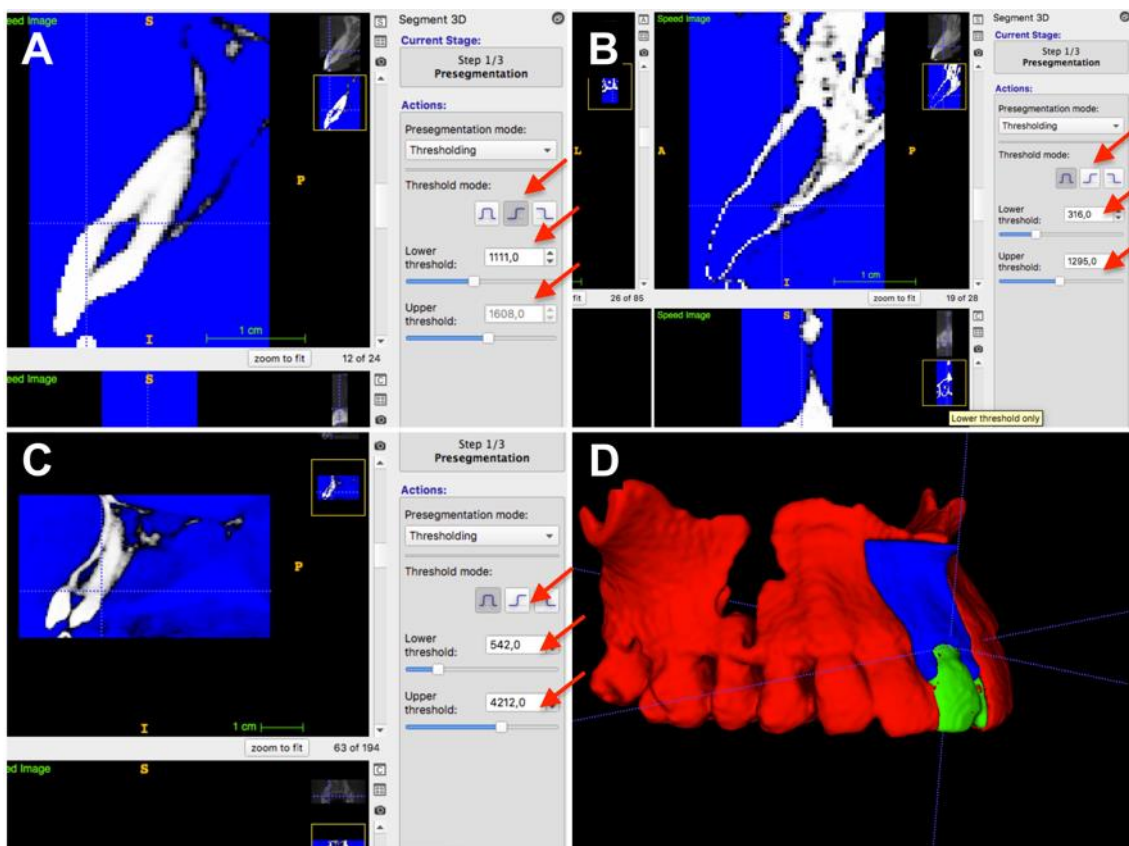 A
Speed Image
S
P
I
1 cm
zoom to fit
12 of 24
S
Segment 3D
Current Stage:
Step 1/3
Presegmentation
Actions:
Presegmentation mode:
Thresholding
Threshold mode:
Lower
threshold:
1111,0
Upper
threshold:
1608,0
eed Image
S
C
B
A
L
fit
26 of 85
Speed Image
S
A
P
I
1 cm
zoom to fit
19 of 28
S
Segment 3D
Current Stage:
Step 1/3
Presegmentation
Actions:
Presegmentation mode:
Thresholding
Threshold mode:
Lower
threshold:
316,0
Upper
threshold:
1295,0
Speed Image
S
C
Lower threshold only
C
P
I
1 cm
zoom to fit
63 of 194
Step 1/3
Presegmentation
Actions:
Presegmentation mode:
Thresholding
Threshold mode:
Lower
threshold:
542,0
Upper
threshold:
4212,0
eed Image
S
C
D